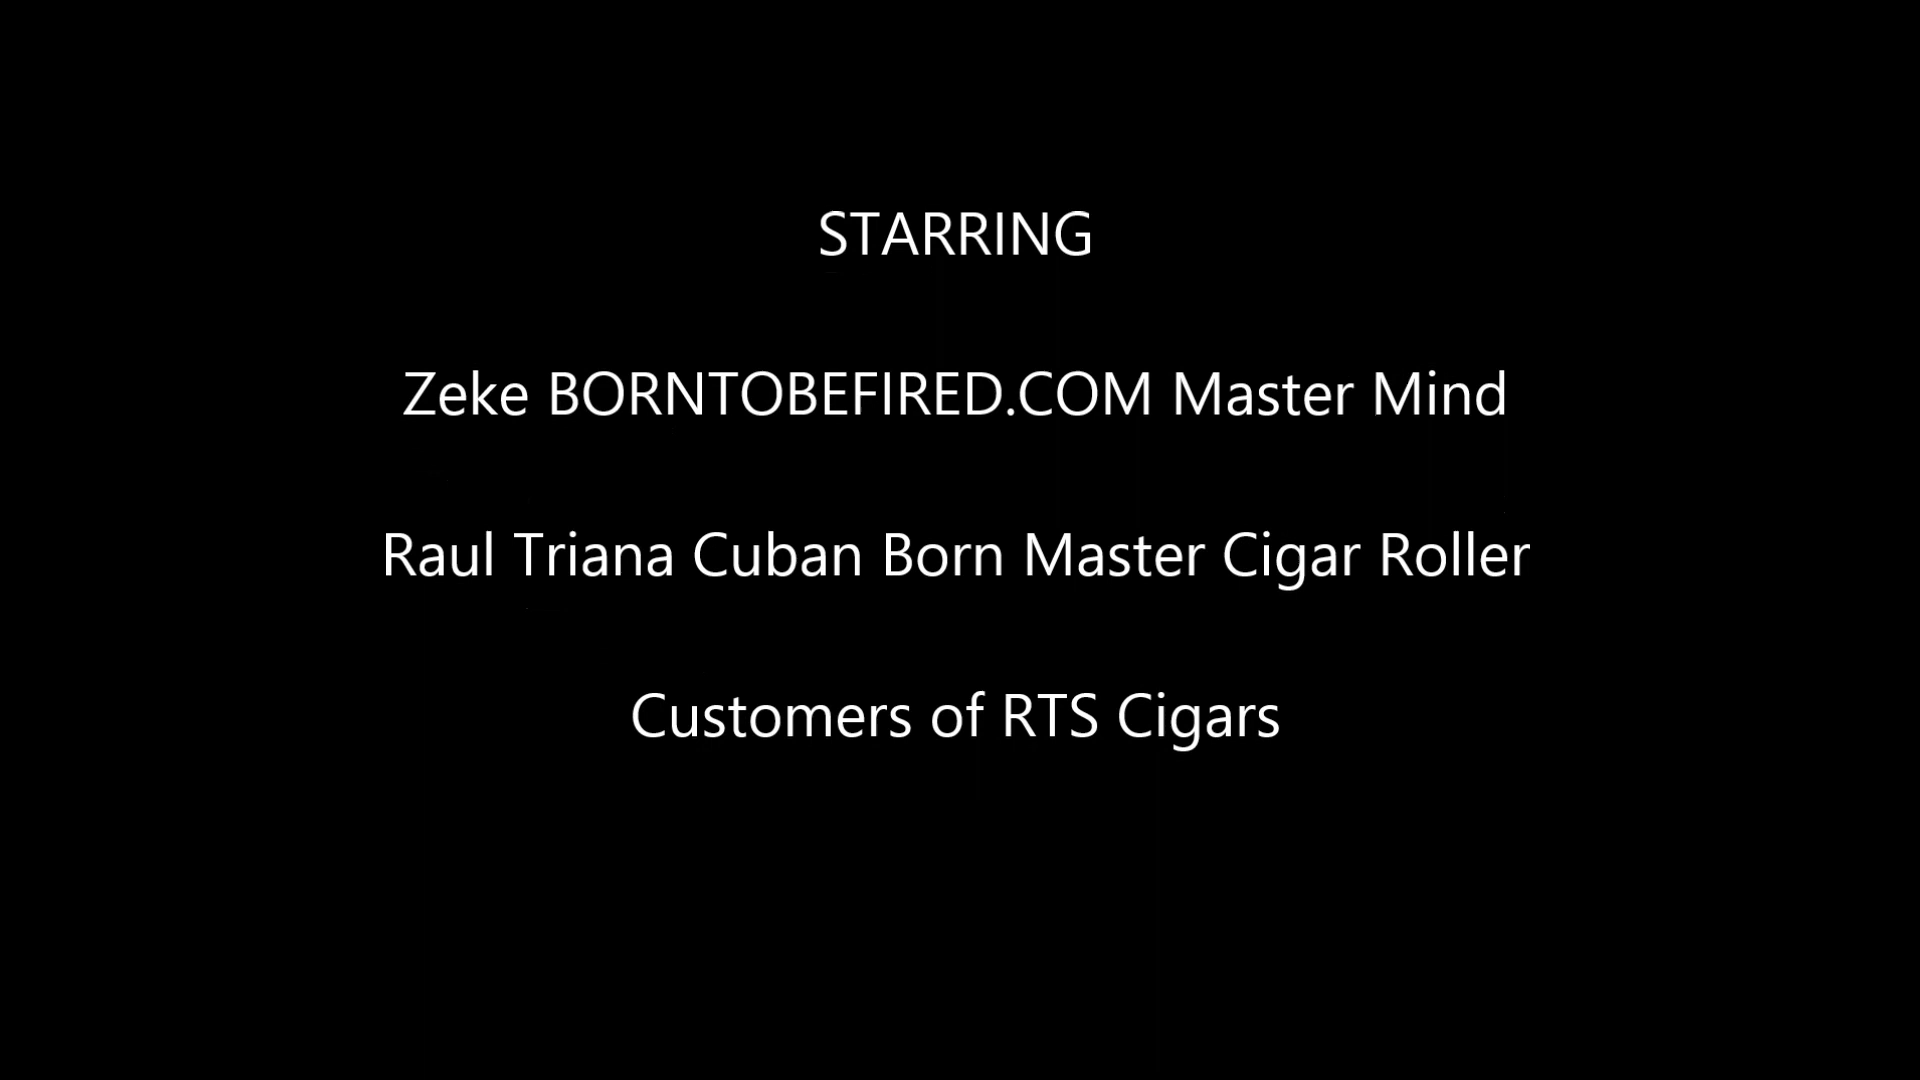 STARRING
Zeke BORNTOBEFIRED.COM Master Mind
Raul Triana Cuban Born Master Cigar Roller
Customers of RTS Cigars